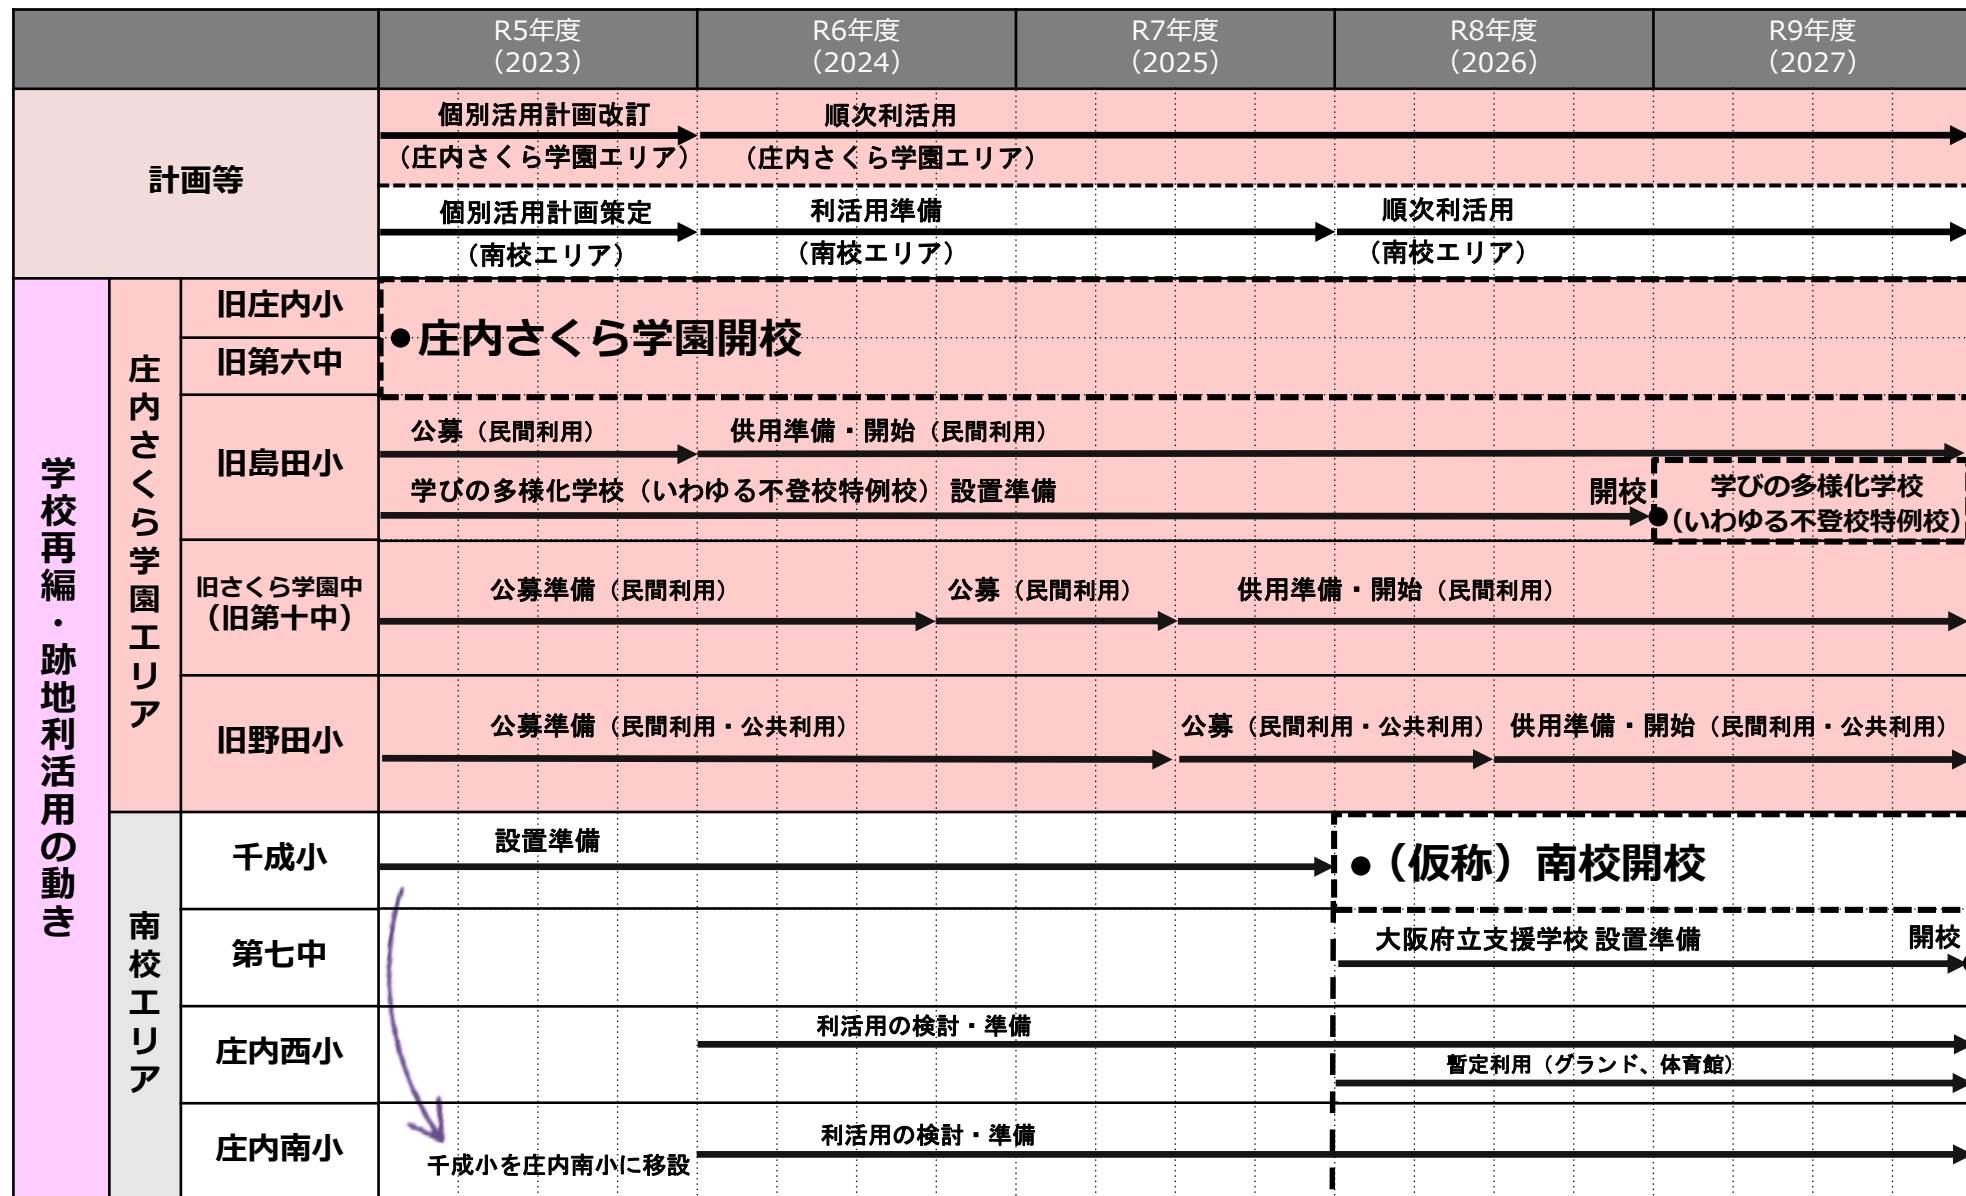 R5年度
（2023）
R6年度
（2024）
R7年度
（2025）
R8年度
（2026）
R9年度
（2027）
計画等
個別活用計画改訂
（庄内さくら学園エリア）
順次利活用
（庄内さくら学園エリア）
個別活用計画策定
（南校エリア）
利活用準備
（南校エリア）
順次利活用
（南校エリア）
学校再編・跡地利活用の動き
庄内さくら学園エリア
旧庄内小
旧第六中
●庄内さくら学園開校
旧島田小
公募（民間利用）
供用準備・開始（民間利用）
学びの多様化学校（いわゆる不登校特例校）設置準備
開校
学びの多様化学校
●（いわゆる不登校特例校）
旧さくら学園中
（旧第十中）
公募準備（民間利用）
公募（民間利用）
供用準備・開始（民間利用）
旧野田小
公募準備（民間利用・公共利用）
公募（民間利用・公共利用）
供用準備・開始（民間利用・公共利用）
南校エリア
千成小
設置準備
●（仮称）南校開校
第七中
大阪府立支援学校 設置準備
開校
庄内西小
利活用の検討・準備
暫定利用（グランド、体育館）
庄内南小
千成小を庄内南小に移設
利活用の検討・準備